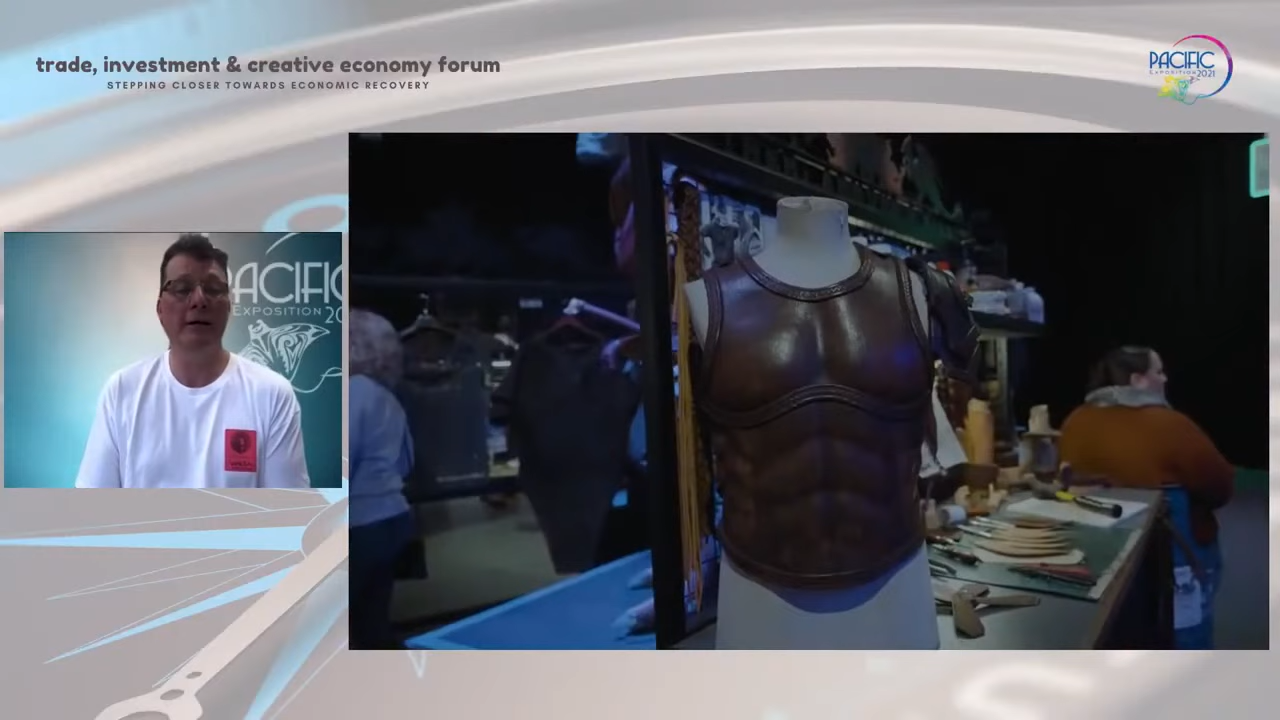 trade, investment & creative economy forum
STEPPING CLOSER TOWARDS ECONOMIC RECOVERY
PACIFIC
EXPOSITION 2021
PACIFIC
EXPOSITION 20